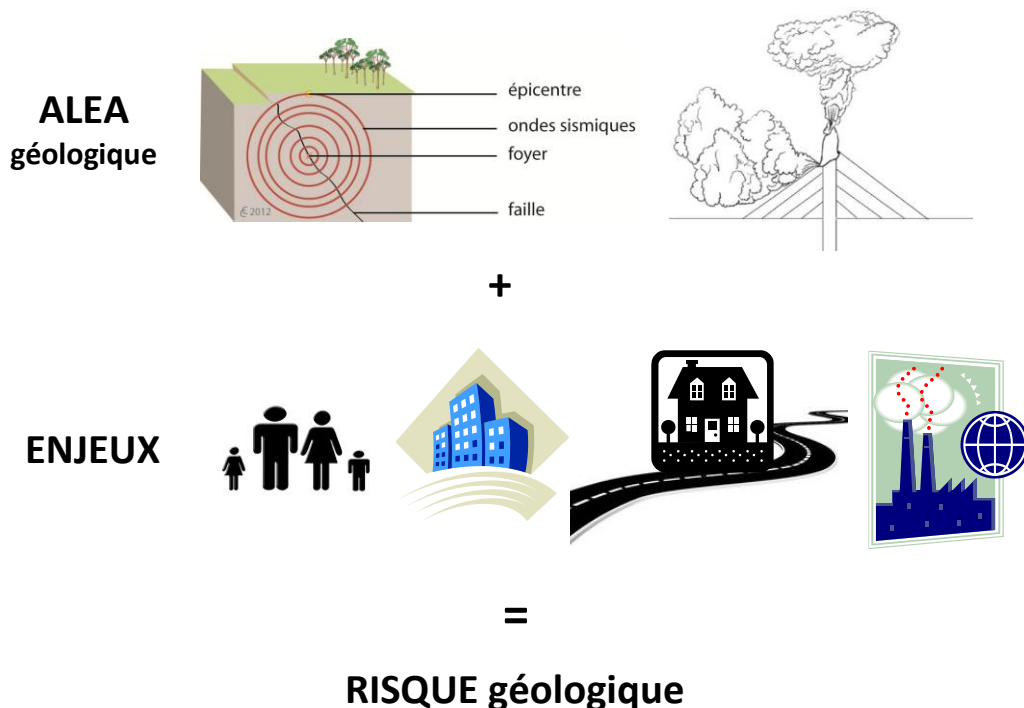 ALEA
géologique
épicentre
ondes sismiques
foyer
faille
© 2012
+
ENJEUX
=
RISQUE géologique